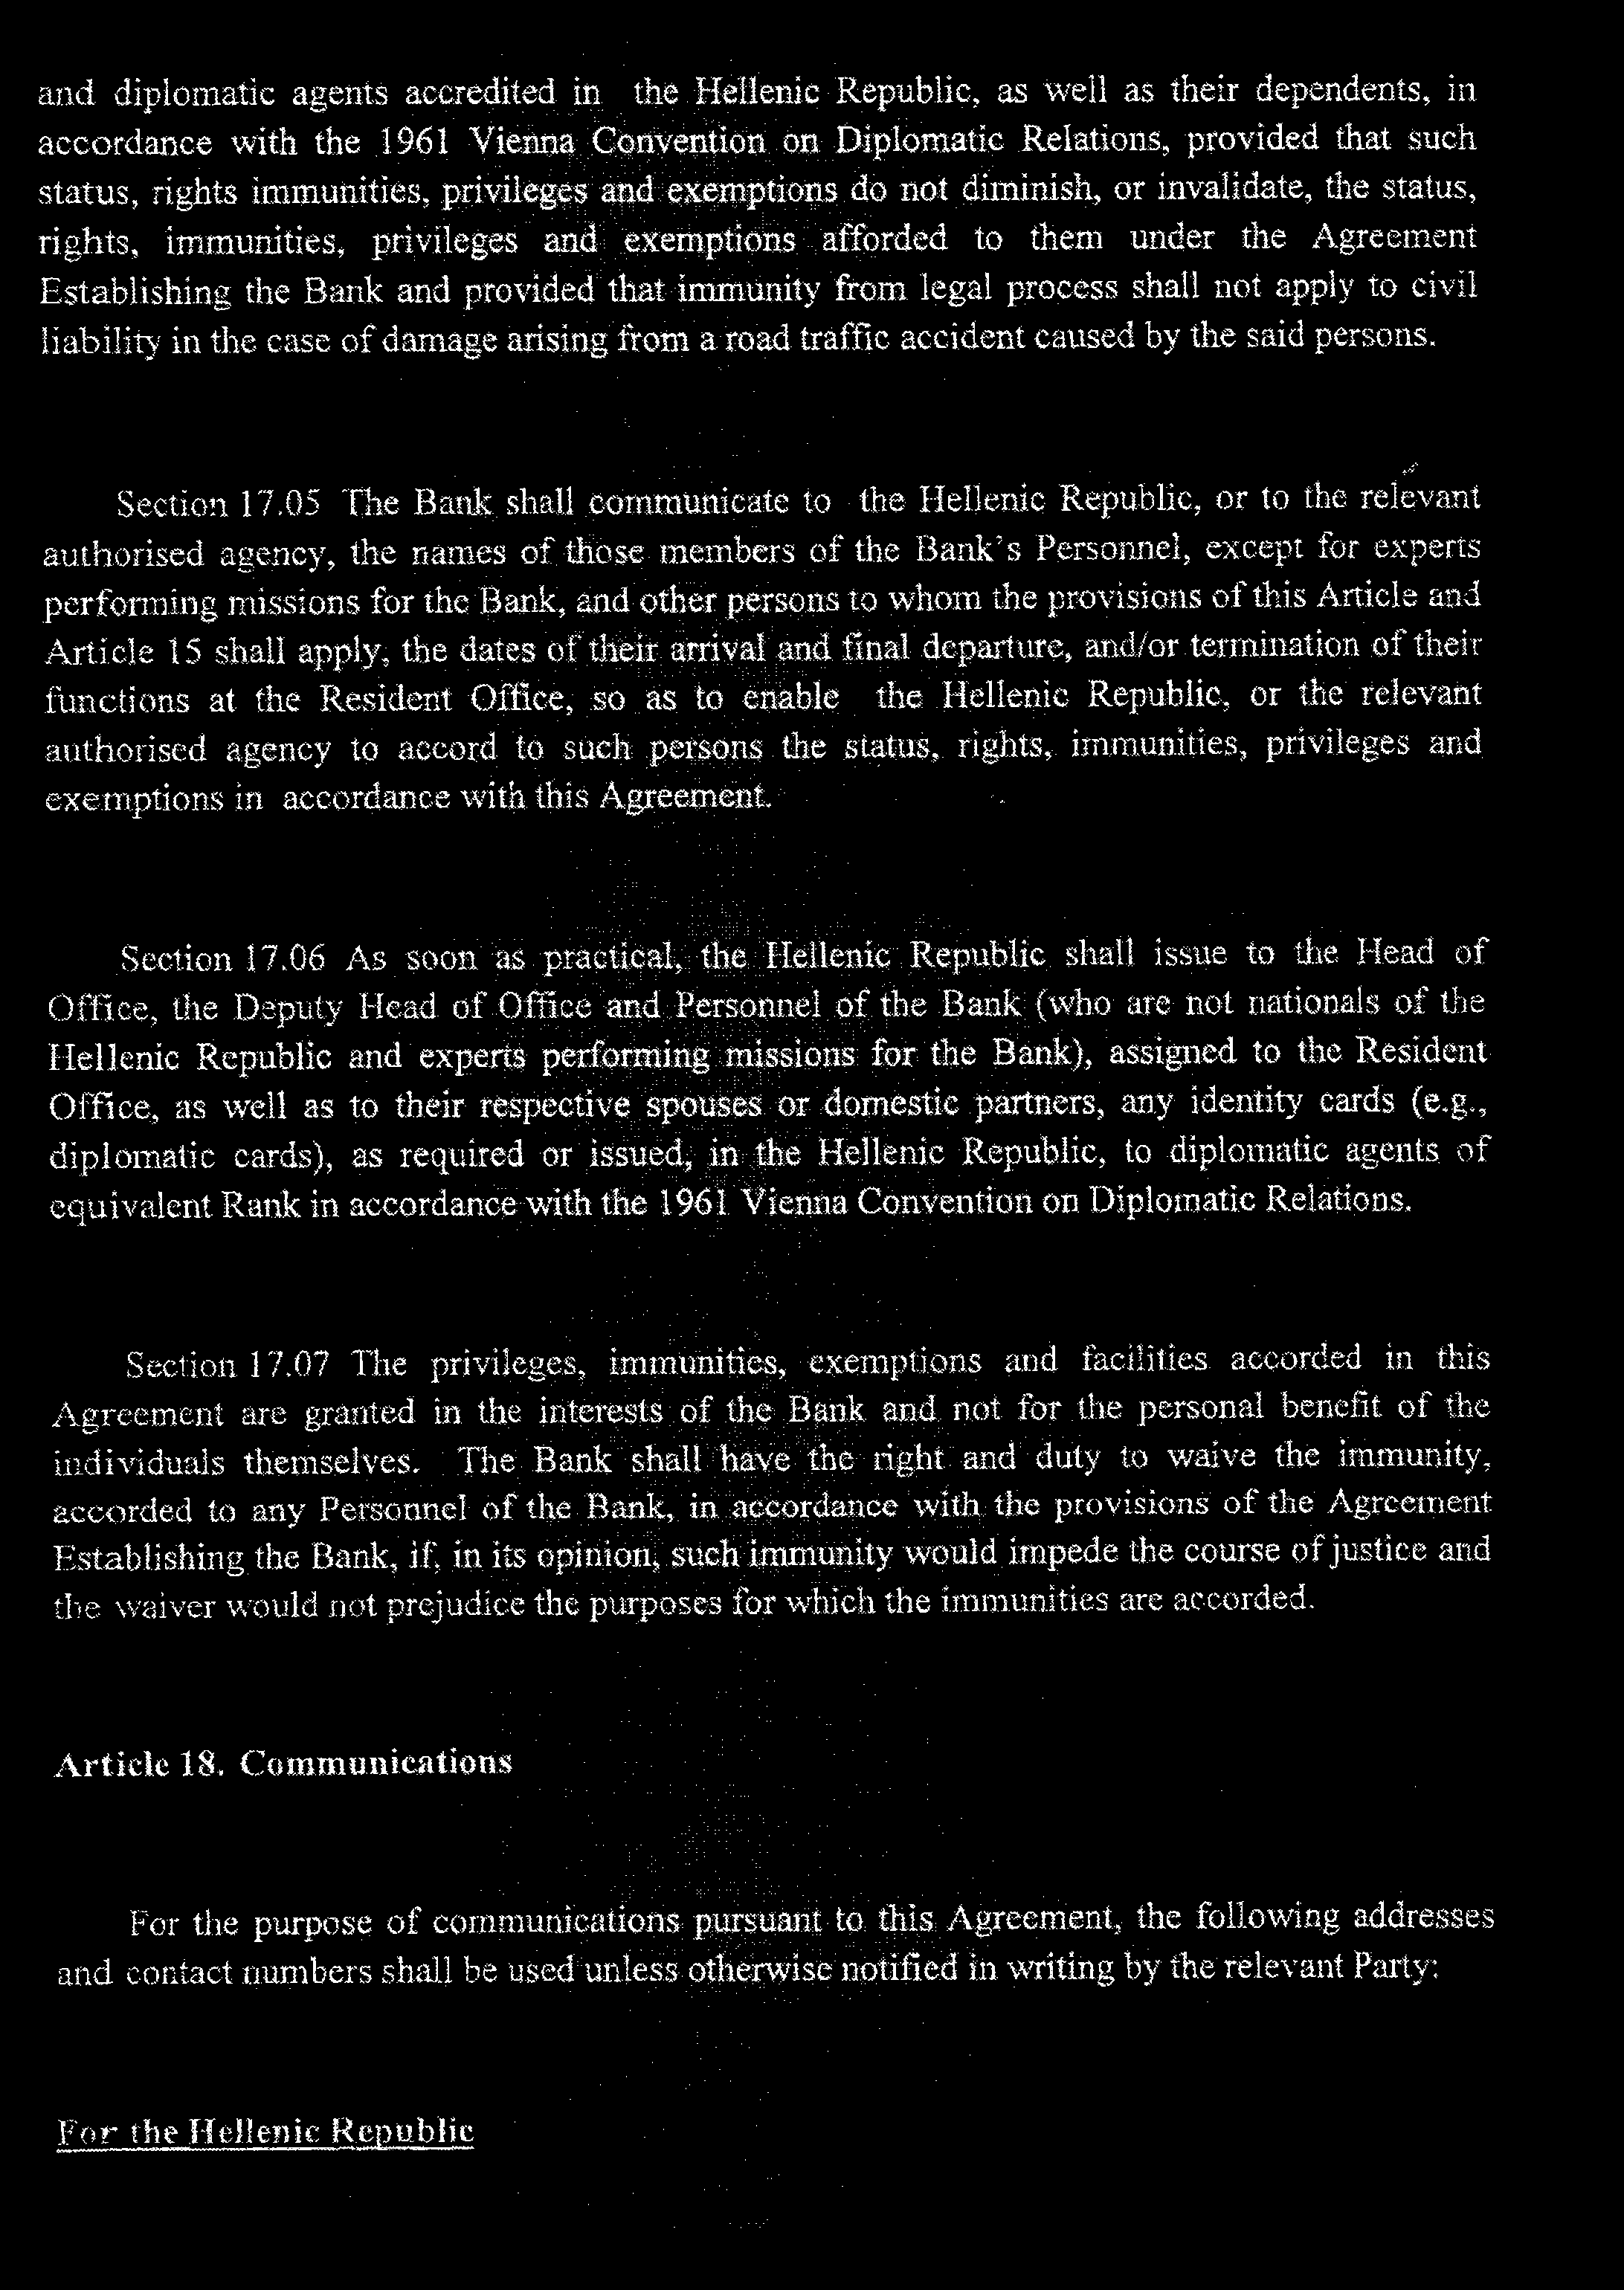 and diplomatic agents accredited in the Hellenic Republic, as well as their dependents, in
accordance with the 1961 Vienna Convention on Diplomatic Relations, provided that such
status, rights immunities, privileges and exemptions do not diminish, or invalidate, the status,
rights, immunities, privileges and exemptions afforded to them under the Agreement
Establishing the Bank and provided that immunity from legal process shall not apply to civil
liability in the case of damage arising from a road traffic accident caused by the said persons.
Section 17.05 The Bank shall communicate to the Hellenic Republic, or to the relevant
authorised agency, the names of those members of the Bank's Personnel, except for experts
performing missions for the Bank, and other persons to whom the provisions of this Article and
Article 15 shall apply, the dates of their arrival and final departure, and/or termination of their
functions at the Resident Office, so as to enable the Hellenic Republic, or the relevant
authorised agency to accord to such persons the status, rights, immunities, privileges and
exemptions in accordance with this Agreement.
Section 17.06 As soon as practical, the Hellenic Republic shall issue to the Head of
Office, the Deputy Head of Office and Personnel of the Bank (who are not nationals of the
Hellenic Republic and experts performing missions for the Bank), assigned to the Resident
Office, as well as to their respective spouses or domestic partners, any identity cards (e.g.,
diplomatic cards), as required or issued, in the Hellenic Republic, to diplomatic agents of
equivalent Rank in accordance with the 1961 Vienna Convention on Diplomatic Relations.
Section 17.07 The privileges, immunities, exemptions and facilities accorded in this
Agreement are granted in the interests of the Bank and not for the personal benefit of the
individuals themselves. The Bank shall have the right and duty to waive the immunity,
accorded to any Personnel of the Bank, in accordance with the provisions of the Agreement
Establishing the Bank, if, in its opinion, such immunity would impede the course of justice and
the waiver would not prejudice the purposes for which the immunities are accorded.
Article 18. Communications
For the purpose of communications pursuant to this Agreement, the following addresses
and contact numbers shall be used unless otherwise notified in writing by the relevant Party:
For the Hellenic Republic